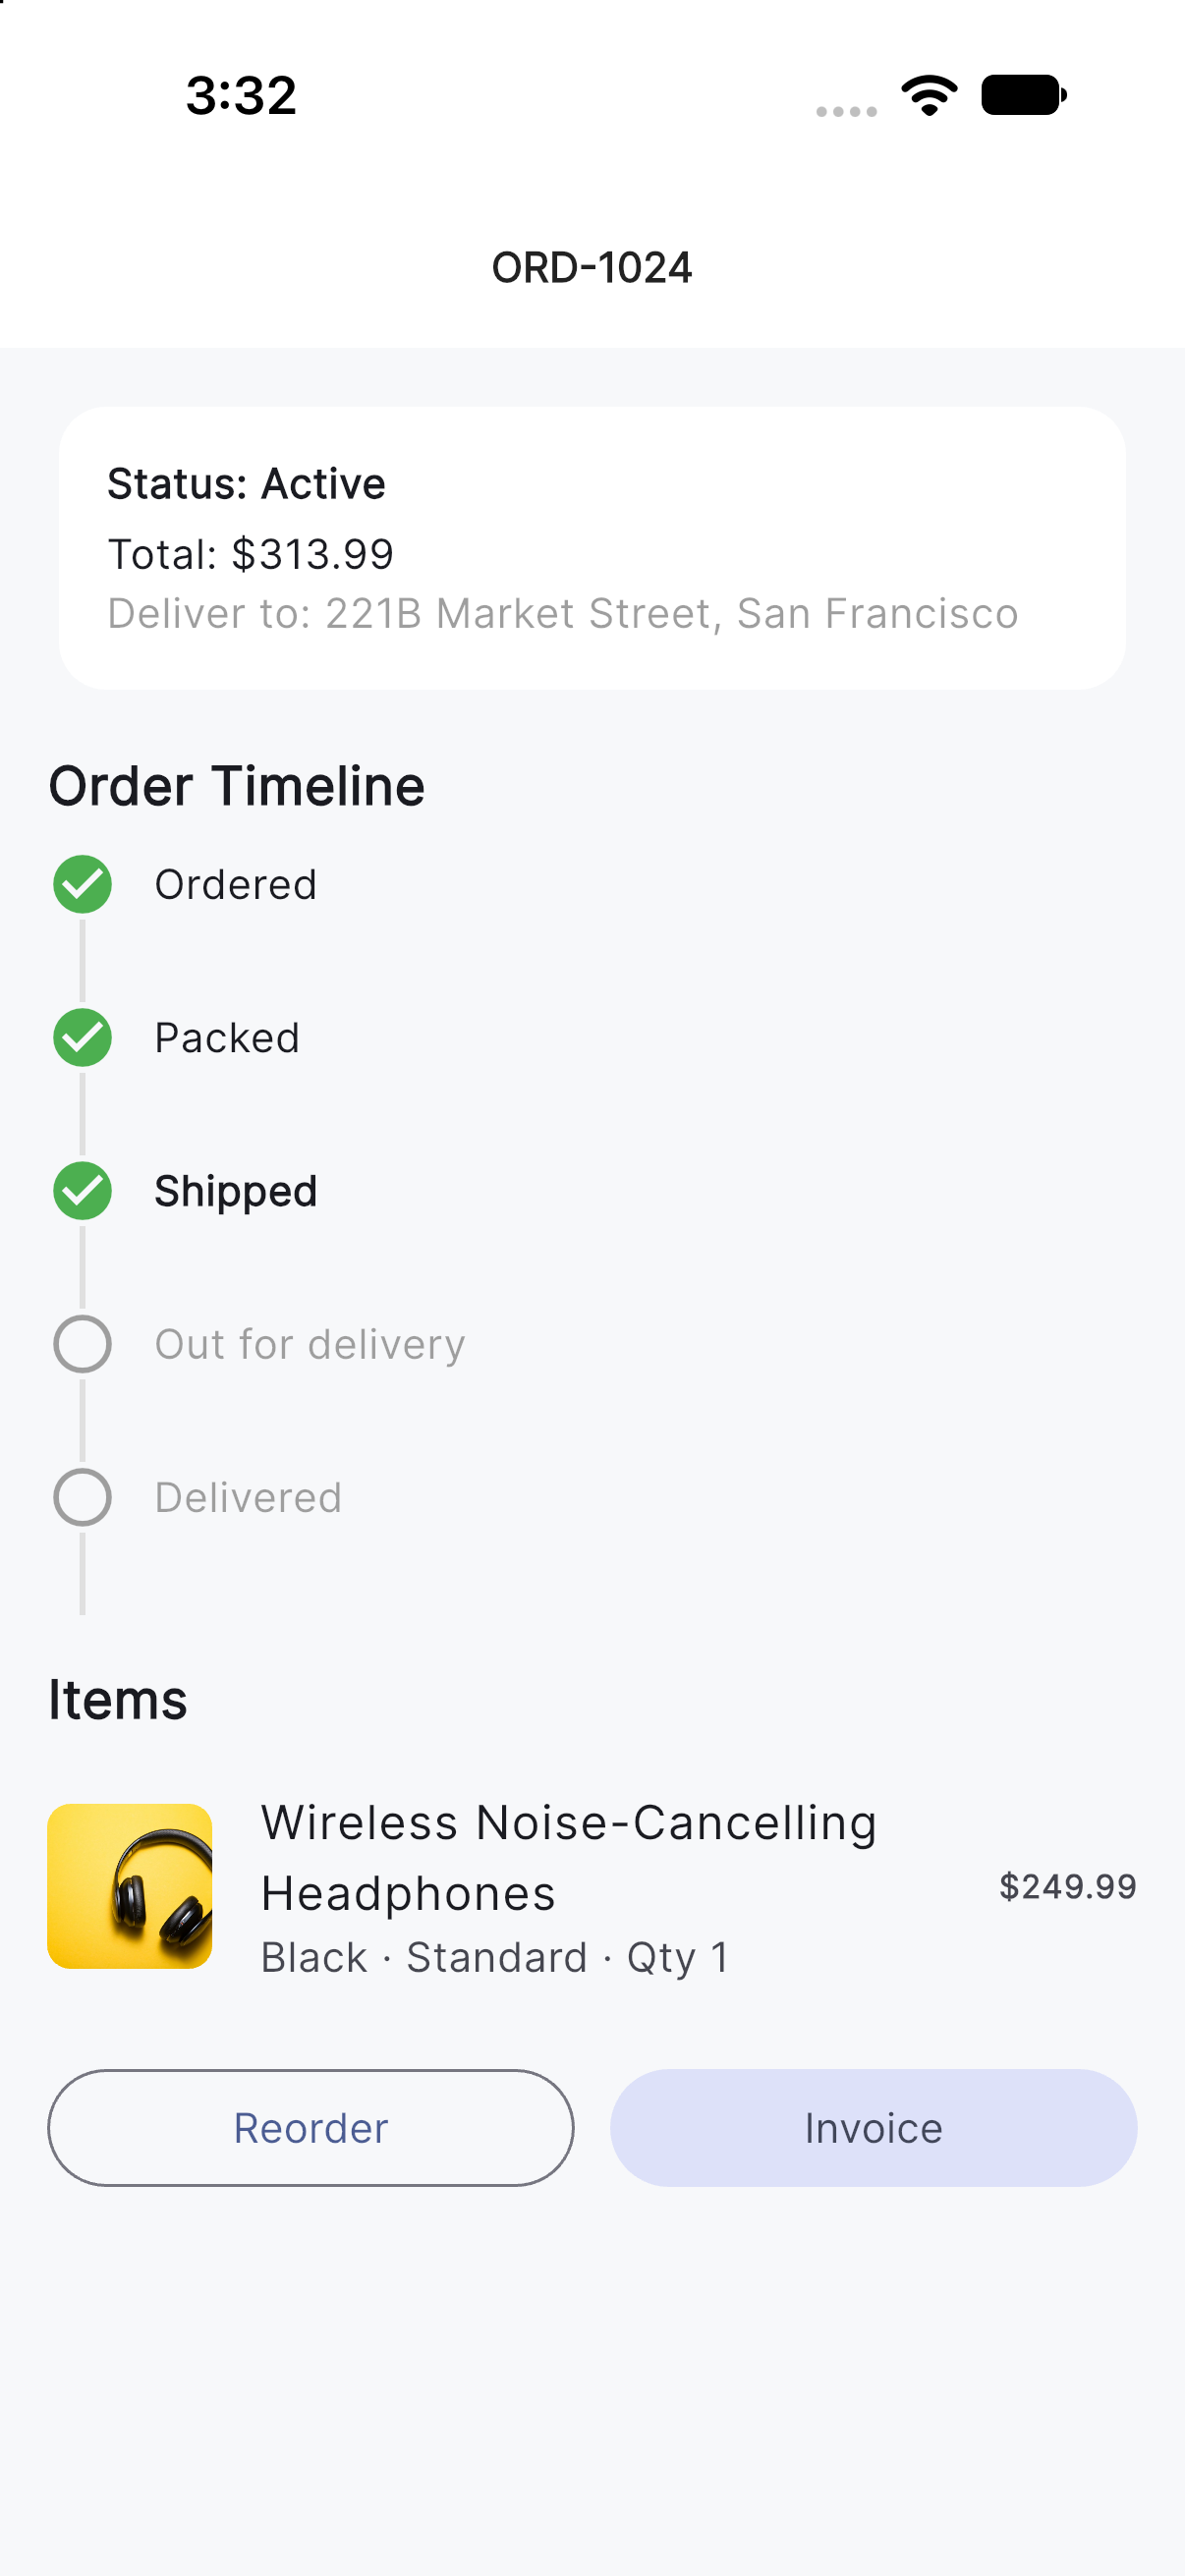 3:32
ORD-1024
Status: Active
Total: $313.99
Deliver to: 221B Market Street, San Francisco
Order Timeline
Ordered
Packed
Shipped
Out for delivery
Delivered
Items
Wireless Noise-Cancelling
Headphones
$249.99
Black · Standard · Qty 1
Reorder
Invoice